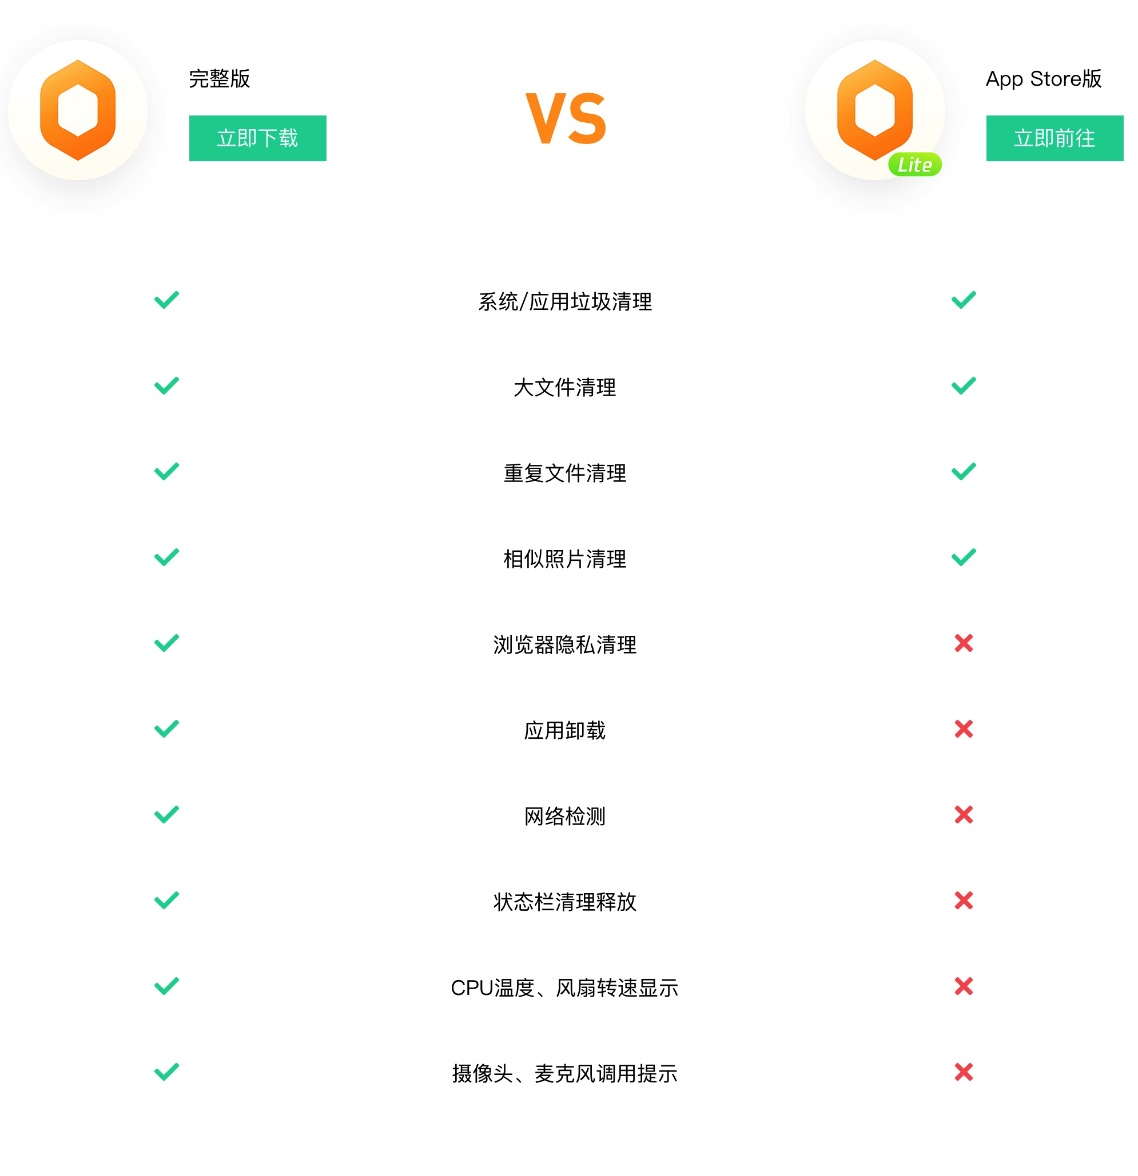 完整版
立即下载
VS
App Store版
立即前往
Lite
系统/应用垃圾清理
大文件清理
重复文件清理
相似照片清理
浏览器隐私清理
应用卸载
网络检测
状态栏清理释放
CPU温度、风扇转速显示
摄像头、麦克风调用提示